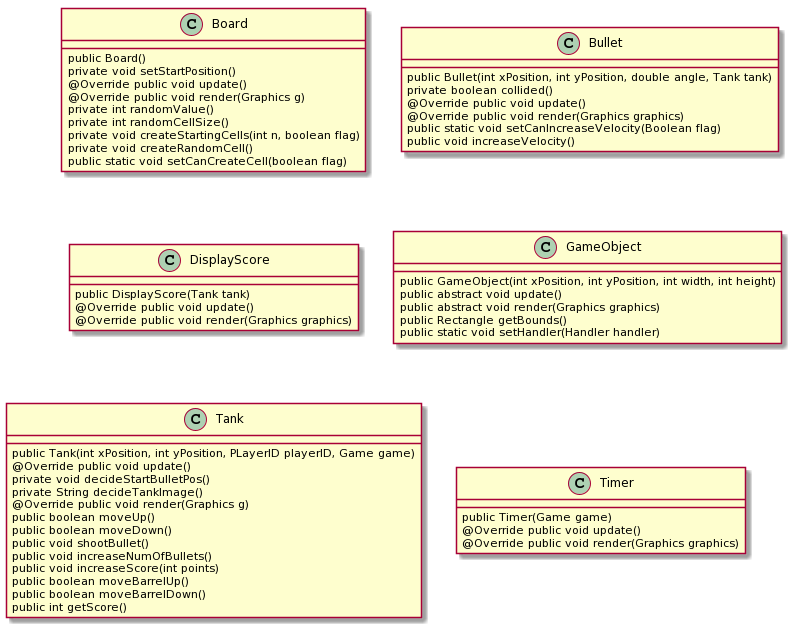 C Board
public Board()
private void setStartPosition()
@Override public void update()
@Override public void render(Graphics g)
private int randomValue()
private int randomCellSize()
private void createStartingCells(int n, boolean flag)
private void createRandomCell()
public static void setCanCreateCell(boolean flag)
C Bullet
public Bullet(int xPosition, int yPosition, double angle, Tank tank)
private boolean collided()
@Override public void update()
@Override public void render(Graphics graphics)
public static void setCanIncreaseVelocity(Boolean flag)
public void increaseVelocity()
C DisplayScore
public DisplayScore(Tank tank)
@Override public void update()
@Override public void render(Graphics graphics)
C GameObject
public GameObject(int xPosition, int yPosition, int width, int height)
public abstract void update()
public abstract void render(Graphics graphics)
public Rectangle getBounds()
public static void setHandler(Handler handler)
C Tank
public Tank(int xPosition, int yPosition, PLayerID playerID, Game game)
@Override public void update()
private void decideStartBulletPos()
private String decideTankImage()
@Override public void render(Graphics g)
public boolean moveUp()
public boolean moveDown()
public void shootBullet()
public void increaseNumOfBullets()
public void increaseScore(int points)
public boolean moveBarrelUp()
public boolean moveBarrelDown()
public int getScore()
C Timer
public Timer(Game game)
@Override public void update()
@Override public void render(Graphics graphics)